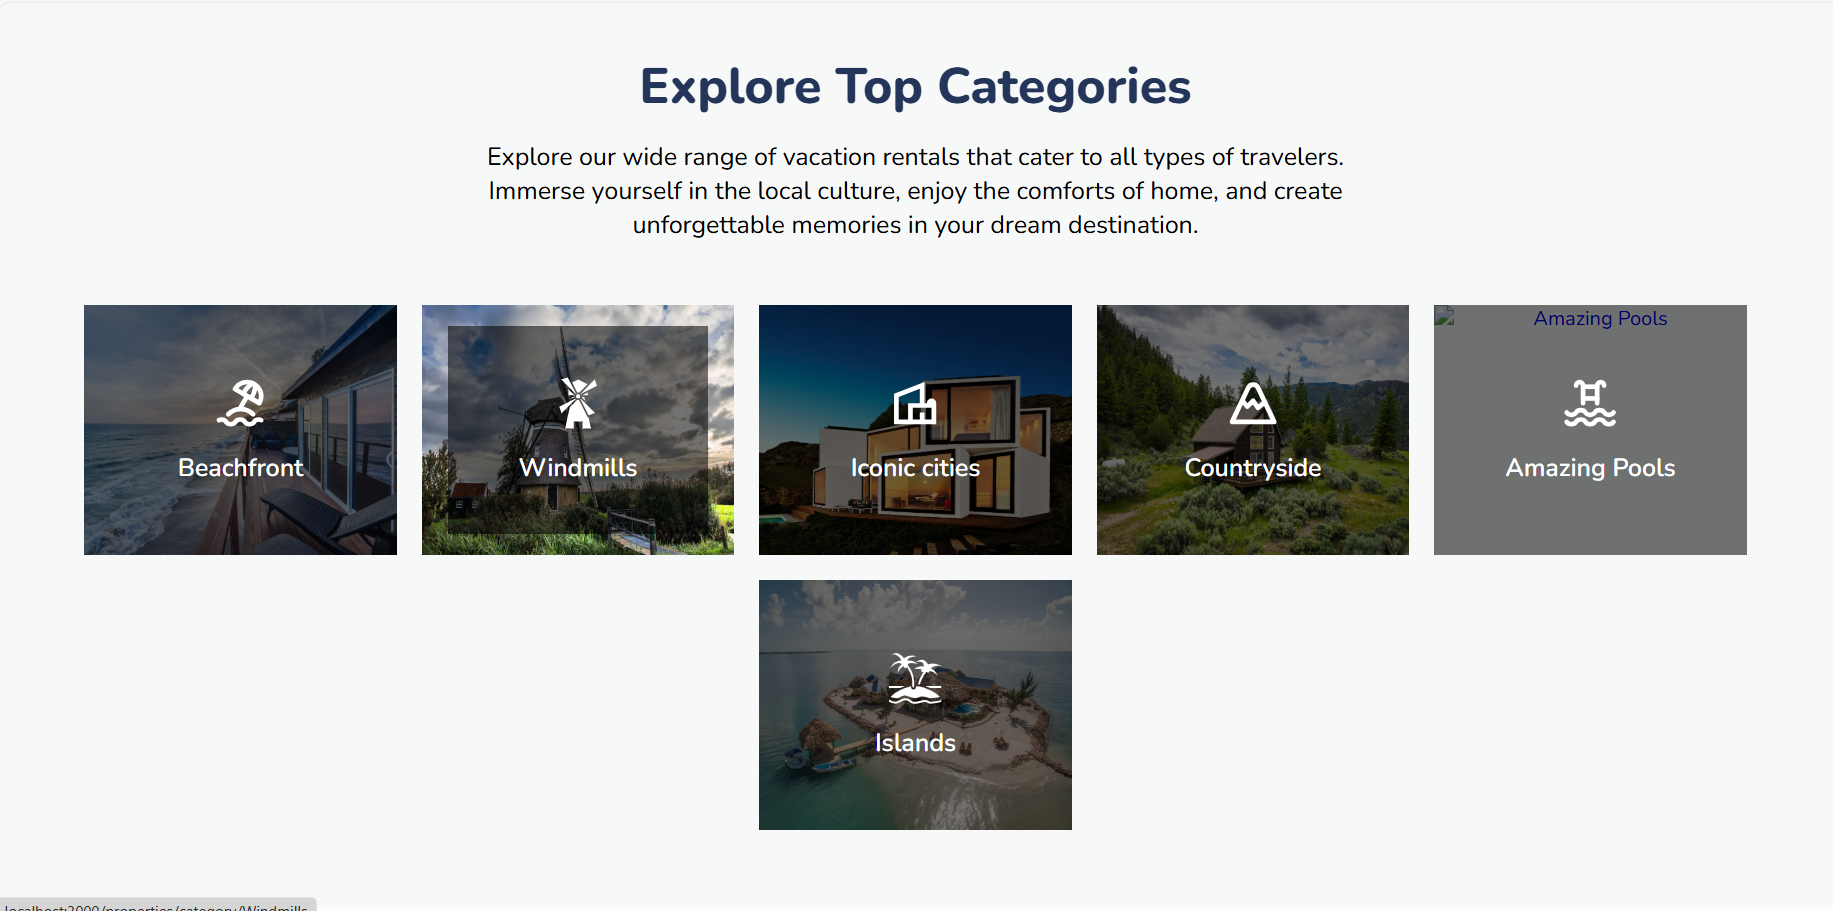 Explore Top Categories
Explore our wide range of vacation rentals that cater to all types of travelers.
Immerse yourself in the local culture, enjoy the comforts of home, and create
unforgettable memories in your dream destination.
Amazing Pools
Beachfront
Windmills
Iconic cities
Countryside
Amazing Pools
Islands
localhost:3000/properties/category/Windmills